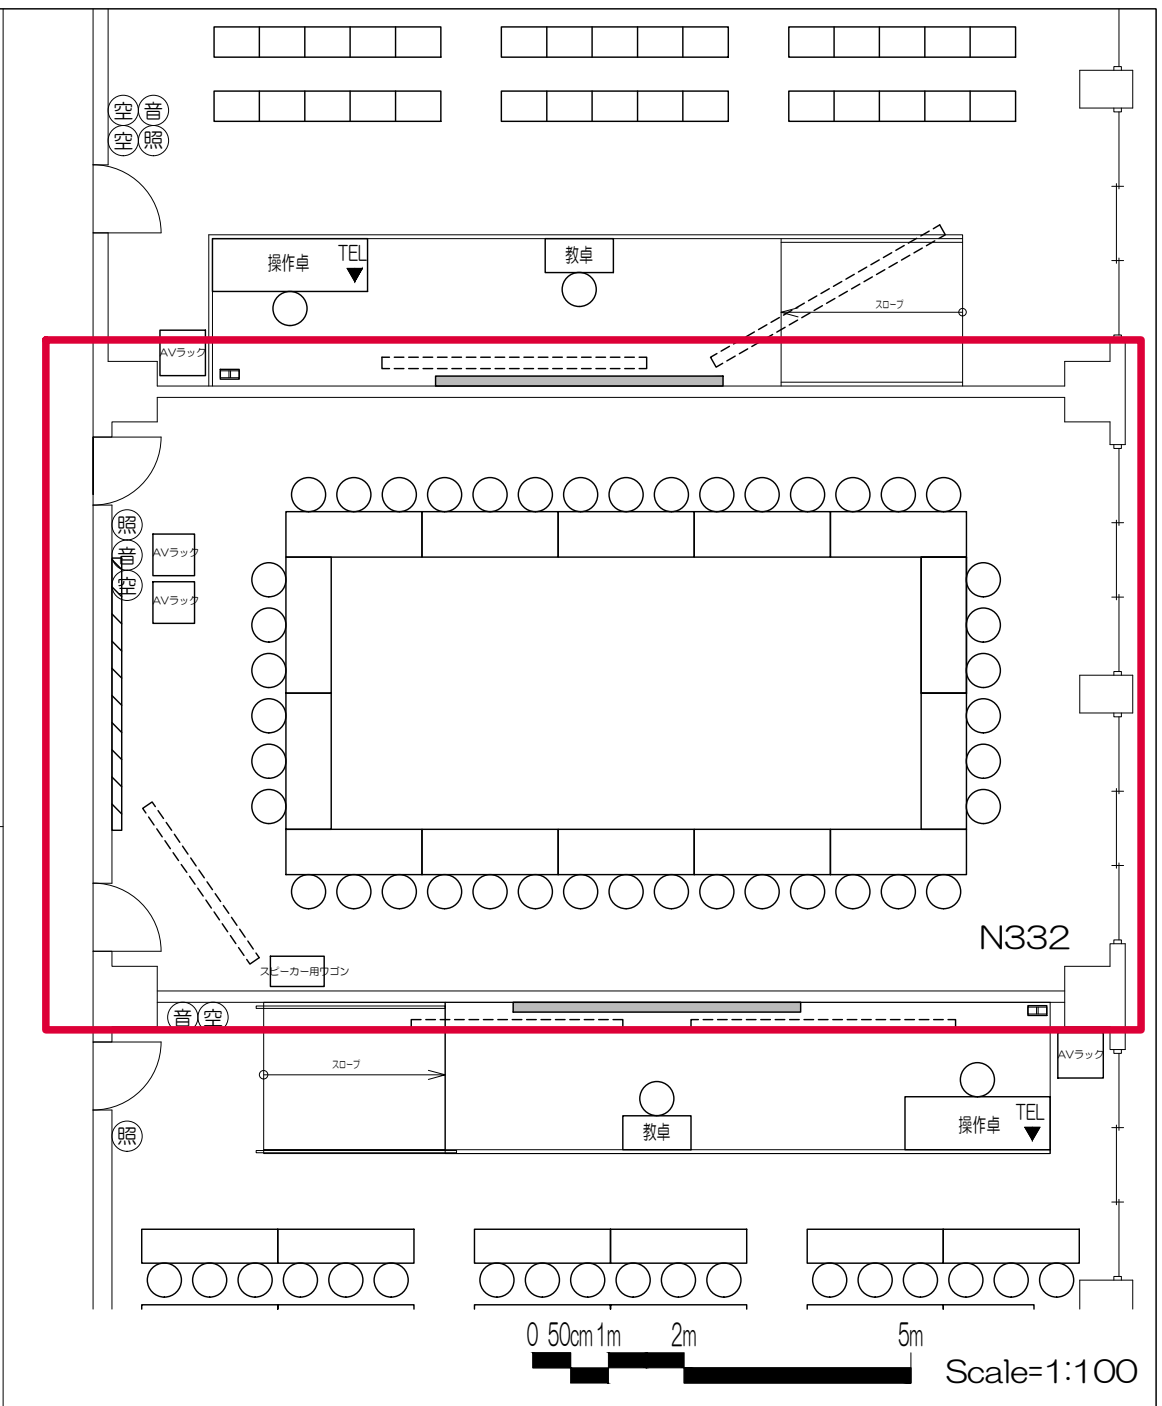 空 音
空 照
操作卓 TEL
教卓
スロープ
AVラック
照
音
空
AVラック
AVラック
N332
スピーカー用ワゴン
音 空
スロープ
AVラック
教卓
操作卓 TEL
照
0 50cm 1m 2m 5m
Scale=1:100